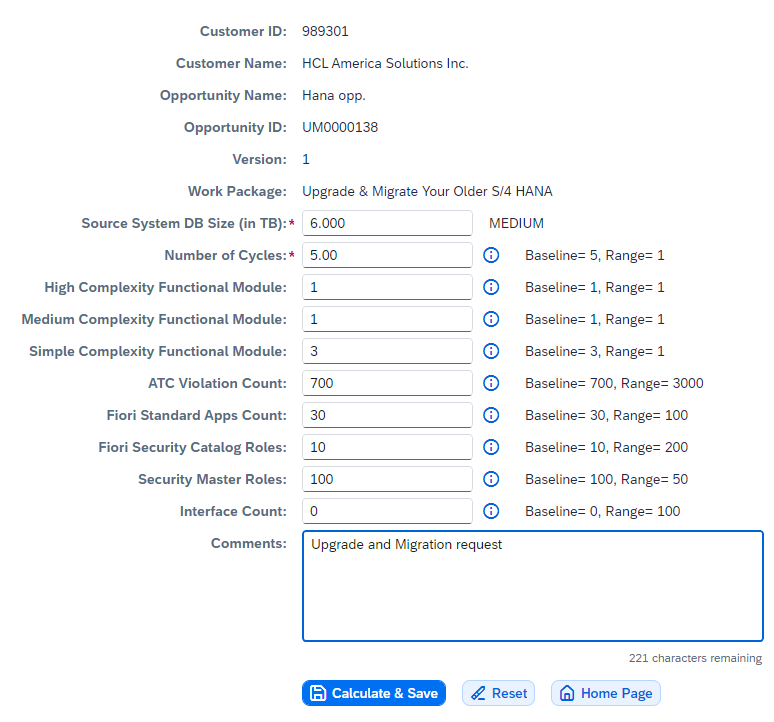 Customer ID: 989301
Customer Name: HCL America Solutions Inc.
Opportunity Name: Hana opp.
Opportunity ID: UM0000138
Version: 1
Work Package: Upgrade & Migrate Your Older S/4 HANA
Source System DB Size (in TB):* 6.000 MEDIUM
Number of Cycles:* 5.00 Baseline= 5, Range= 1
High Complexity Functional Module: 1 Baseline= 1, Range= 1
Medium Complexity Functional Module: 1 Baseline= 1, Range= 1
Simple Complexity Functional Module: 3 Baseline= 3, Range= 1
ATC Violation Count: 700 Baseline= 700, Range= 3000
Fiori Standard Apps Count: 30 Baseline= 30, Range= 100
Fiori Security Catalog Roles: 10 Baseline= 10, Range= 200
Security Master Roles: 100 Baseline= 100, Range= 50
Interface Count: 0 Baseline= 0, Range= 100
Comments: Upgrade and Migration request
221 characters remaining
Calculate & Save Reset Home Page